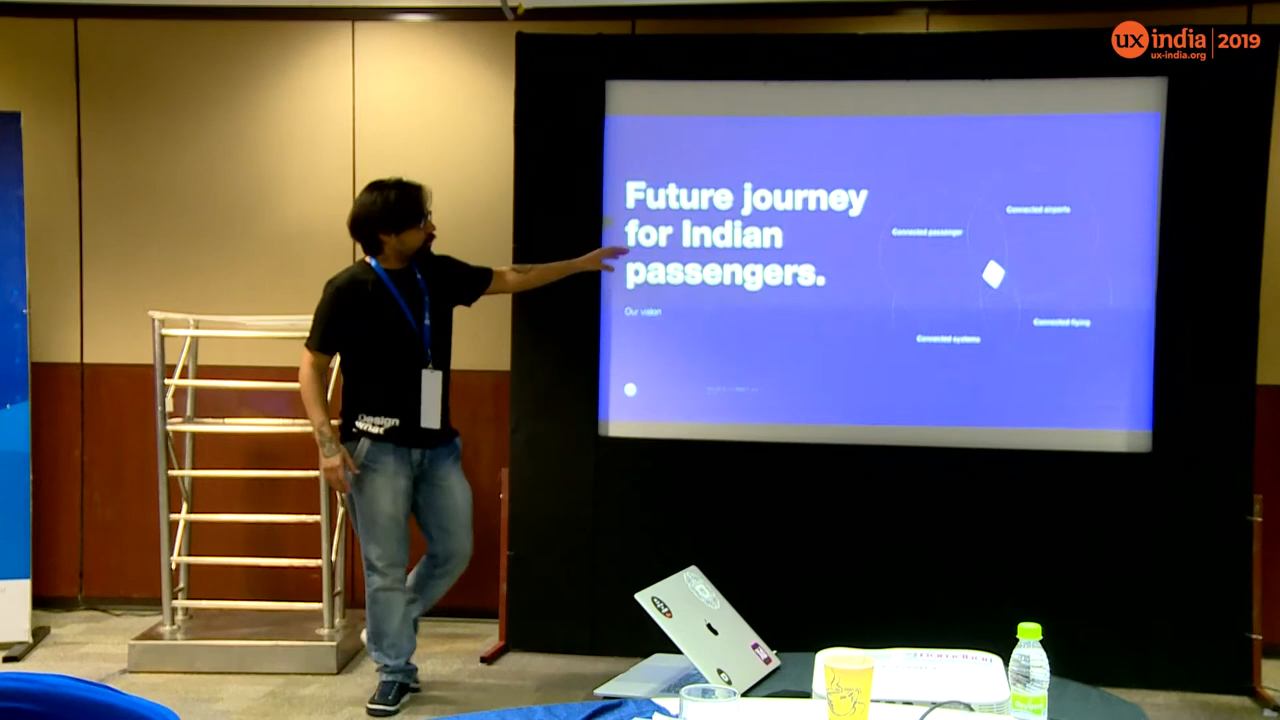 ux india 2019
ux-india.org
Future journey
for Indian
passengers.
Our vision
Connected airports
Connected passenger
Connected flying
Connected systems
Design